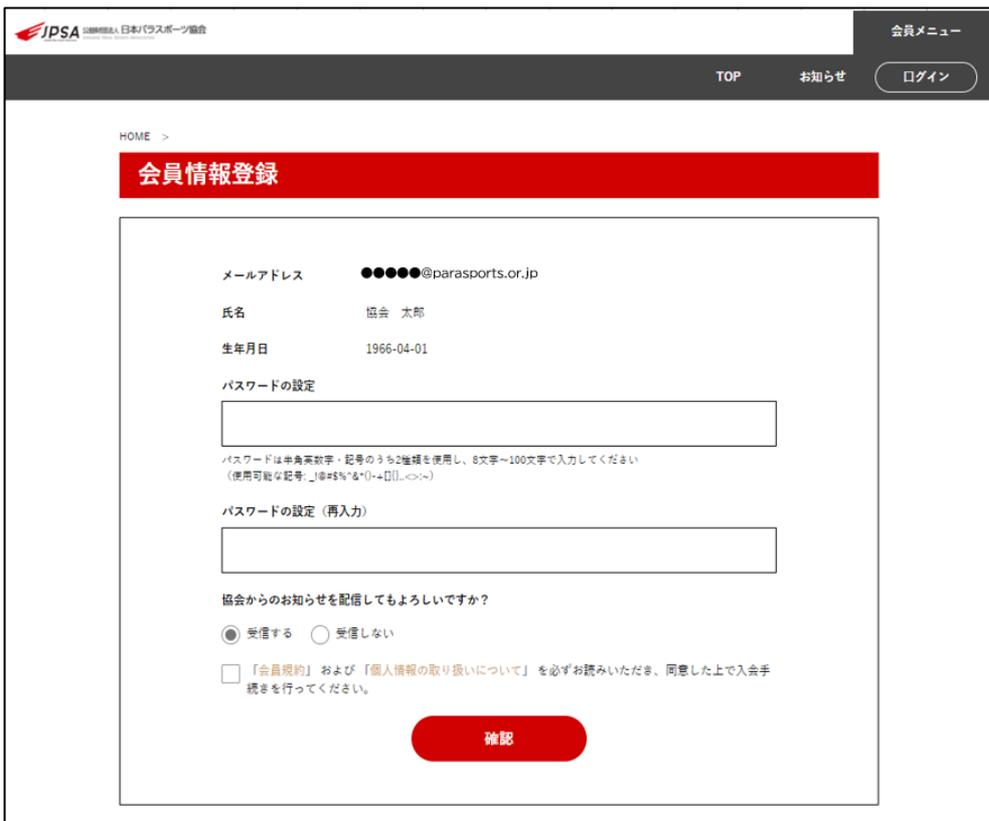 JPSA 公益財団法人 日本パラスポーツ協会
会員メニュー
TOP お知らせ ログイン
HOME >
会員情報登録
メールアドレス ●●●●●@parasports.or.jp
氏名 協会 太郎
生年月日 1966-04-01
パスワードの設定
パスワードは半角英数字・記号のうち2種類を使用し、8文字～100文字で入力してください
（使用可能な記号: _!@#$%^&*()-+[]{}.,<>:~）
パスワードの設定（再入力）
協会からのお知らせを配信してもよろしいですか？
受信する 受信しない
「会員規約」 および 「個人情報の取り扱いについて」 を必ずお読みいただき、同意した上で入会手
続きを行ってください。
確認